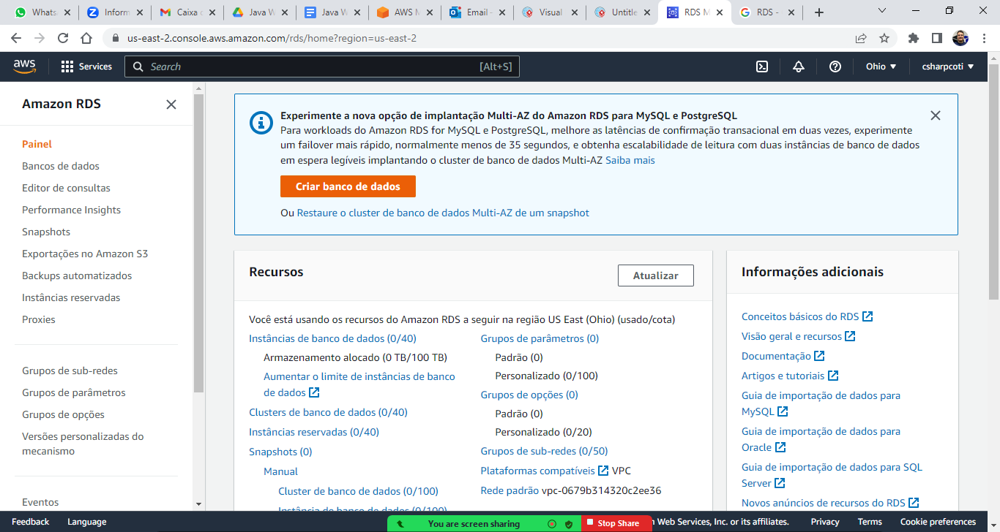 Whats
Inform
Caixa
Java W
Java W
AWS M
Email -
Visual
Untitle
RDS M
RDS -
us-east-2.console.aws.amazon.com/rds/home?region=us-east-2
aws
Services
Search
[Alt+S]
Ohio
csharpcoti
Amazon RDS
Painel
Bancos de dados
Editor de consultas
Performance Insights
Snapshots
Exportações no Amazon S3
Backups automatizados
Instâncias reservadas
Proxies
Grupos de sub-redes
Grupos de parâmetros
Grupos de opções
Versões personalizadas do
mecanismo
Eventos
Experimente a nova opção de implantação Multi-AZ do Amazon RDS para MySQL e PostgreSQL
Para workloads do Amazon RDS for MySQL e PostgreSQL, melhore as latências de confirmação transacional em duas vezes, experimente
um failover mais rápido, normalmente menos de 35 segundos, e obtenha escalabilidade de leitura com duas instâncias de banco de dados
em espera legíveis implantando o cluster de banco de dados Multi-AZ Saiba mais
Criar banco de dados
Ou Restaure o cluster de banco de dados Multi-AZ de um snapshot
Recursos
Atualizar
Você está usando os recursos do Amazon RDS a seguir na região US East (Ohio) (usado/cota)
Instâncias de banco de dados (0/40)
Armazenamento alocado (0 TB/100 TB)
Aumentar o limite de instâncias de banco
de dados
Clusters de banco de dados (0/40)
Instâncias reservadas (0/40)
Snapshots (0)
Manual
Cluster de banco de dados (0/100)
Instância de banco de dados (0/100)
Grupos de parâmetros (0)
Padrão (0)
Personalizado (0/100)
Grupos de opções (0)
Padrão (0)
Personalizado (0/20)
Grupos de sub-redes (0/50)
Plataformas compatíveis VPC
Rede padrão vpc-0679b314320c2ee36
Informações adicionais
Conceitos básicos do RDS
Visão geral e recursos
Documentação
Artigos e tutoriais
Guia de importação de dados para
MySQL
Guia de importação de dados para
Oracle
Guia de importação de dados para SQL
Server
Novos anúncios de recursos do RDS
Feedback
Language
You are screen sharing
Stop Share
Web Services, Inc. or its affiliates.
Privacy
Terms
Cookie preferences